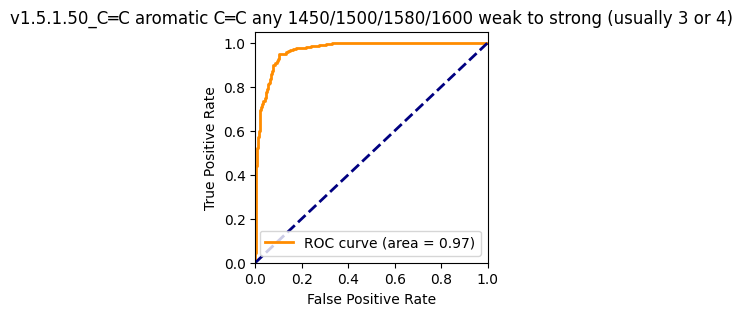 v1.5.1.50_C═C aromatic C═C any 1450/1500/1580/1600 weak to strong (usually 3 or 4)
1.0
0.8
0.6
0.4
0.2
0.0
True Positive Rate
ROC curve (area = 0.97)
0.0 0.2 0.4 0.6 0.8 1.0
False Positive Rate